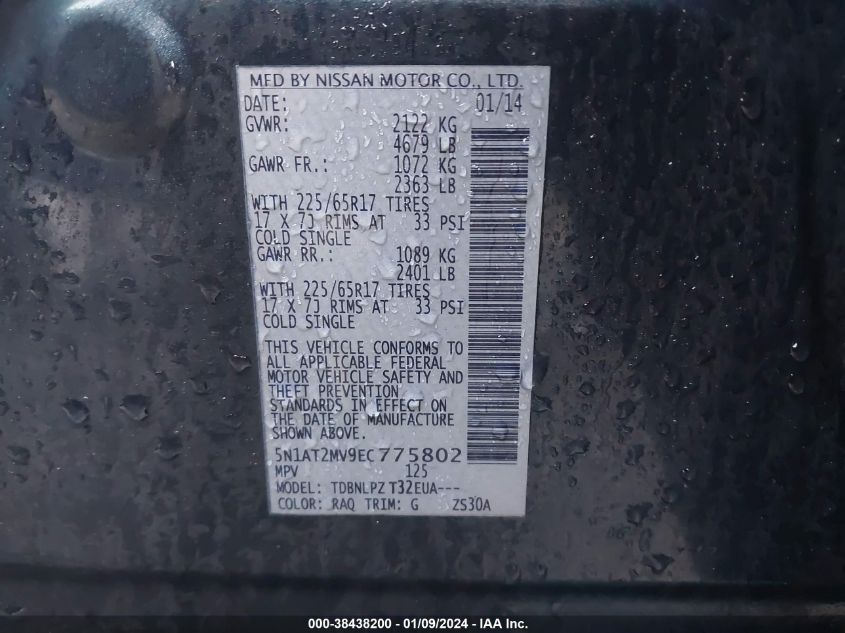 MFD BY NISSAN MOTOR CO., LTD.
DATE: 01/14
GVWR: 2122 KG
4679 LB
GAWR FR.: 1072 KG
2363 LB
WITH 225/65R17 TIRES
17 X 7J RIMS AT 33 PSI
COLD SINGLE
GAWR RR.: 1089 KG
2401 LB
WITH 225/65R17 TIRES
17 X 7J RIMS AT 33 PSI
COLD SINGLE
THIS VEHICLE CONFORMS TO
ALL APPLICABLE FEDERAL
MOTOR VEHICLE SAFETY AND
THEFT PREVENTION
STANDARDS IN EFFECT ON
THE DATE OF MANUFACTURE
SHOWN ABOVE.
5N1AT2MV9EC775802
MPV 125
MODEL: TDBNLPZ T32EUA---
COLOR: RAQ TRIM: G ZS30A
000-38438200 - 01/09/2024 - IAA Inc.